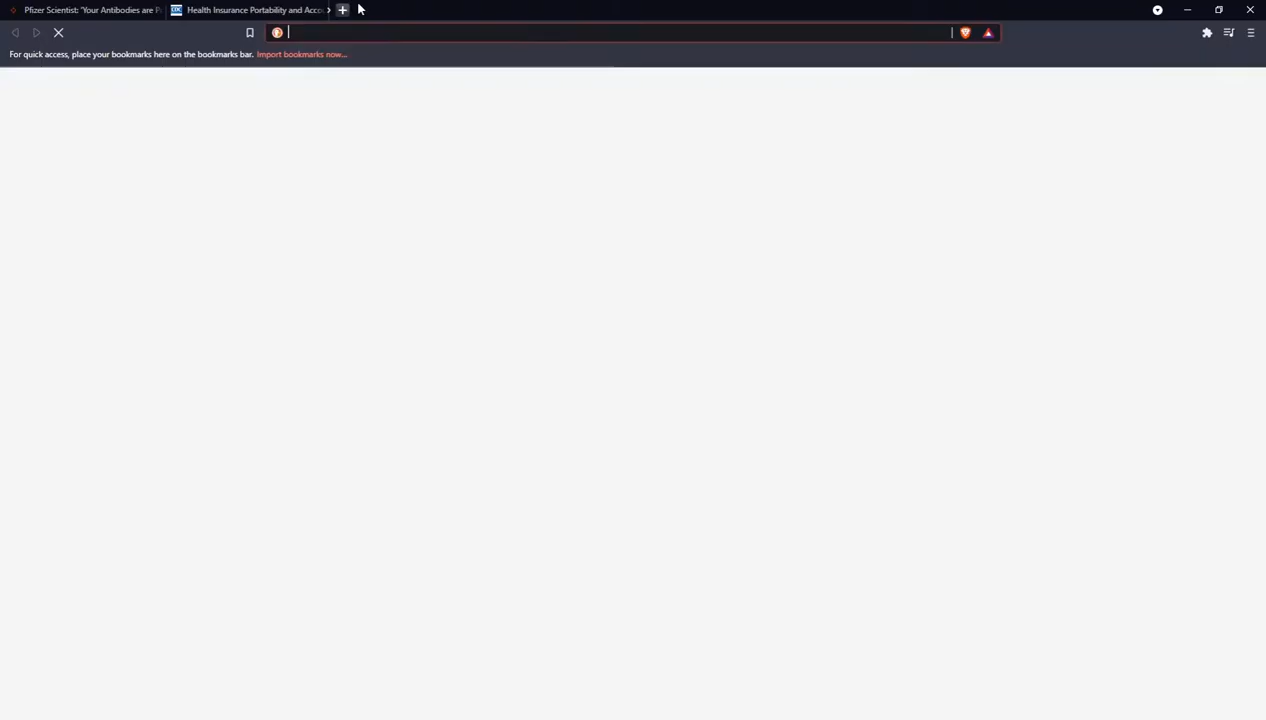 Pfizer Scientist: 'Your Antibodies are
Health Insurance Portability and Acco
For quick access, place your bookmarks here on the bookmarks bar. Import bookmarks now...